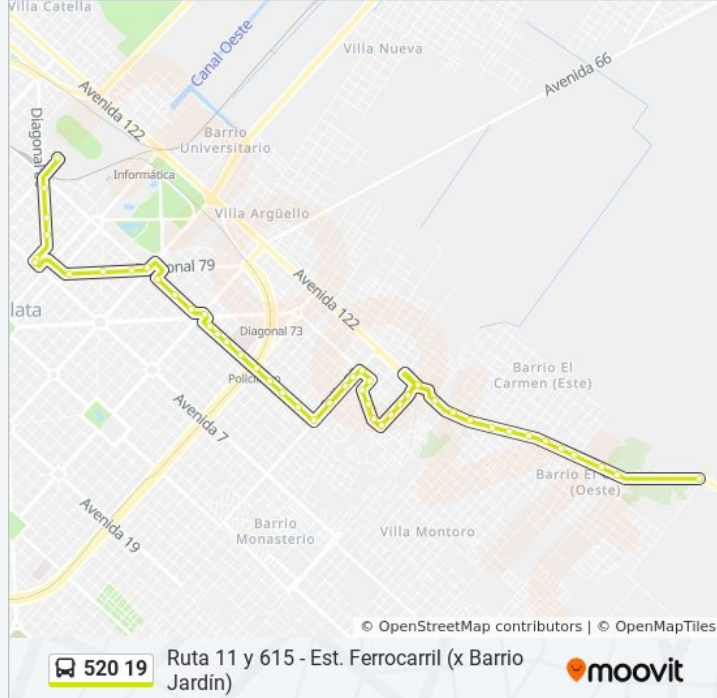 Villa Catella
Canal Oeste
Villa Nueva
Avenida 66
Avenida 122
Diagonal
Barrio
Universitario
Informática
Villa Argüello
onal 79
lata
Avenida 122
Diagonal 73
Barrio El
Carmen (Este)
Avenida 7
Barrio El
(Oeste)
Avenida 19
Barrio
Monasterio
Villa Montoro
© OpenStreetMap contributors | © OpenMapTiles
520 19
Ruta 11 y 615 - Est. Ferrocarril (x Barrio
Jardín)
moovit